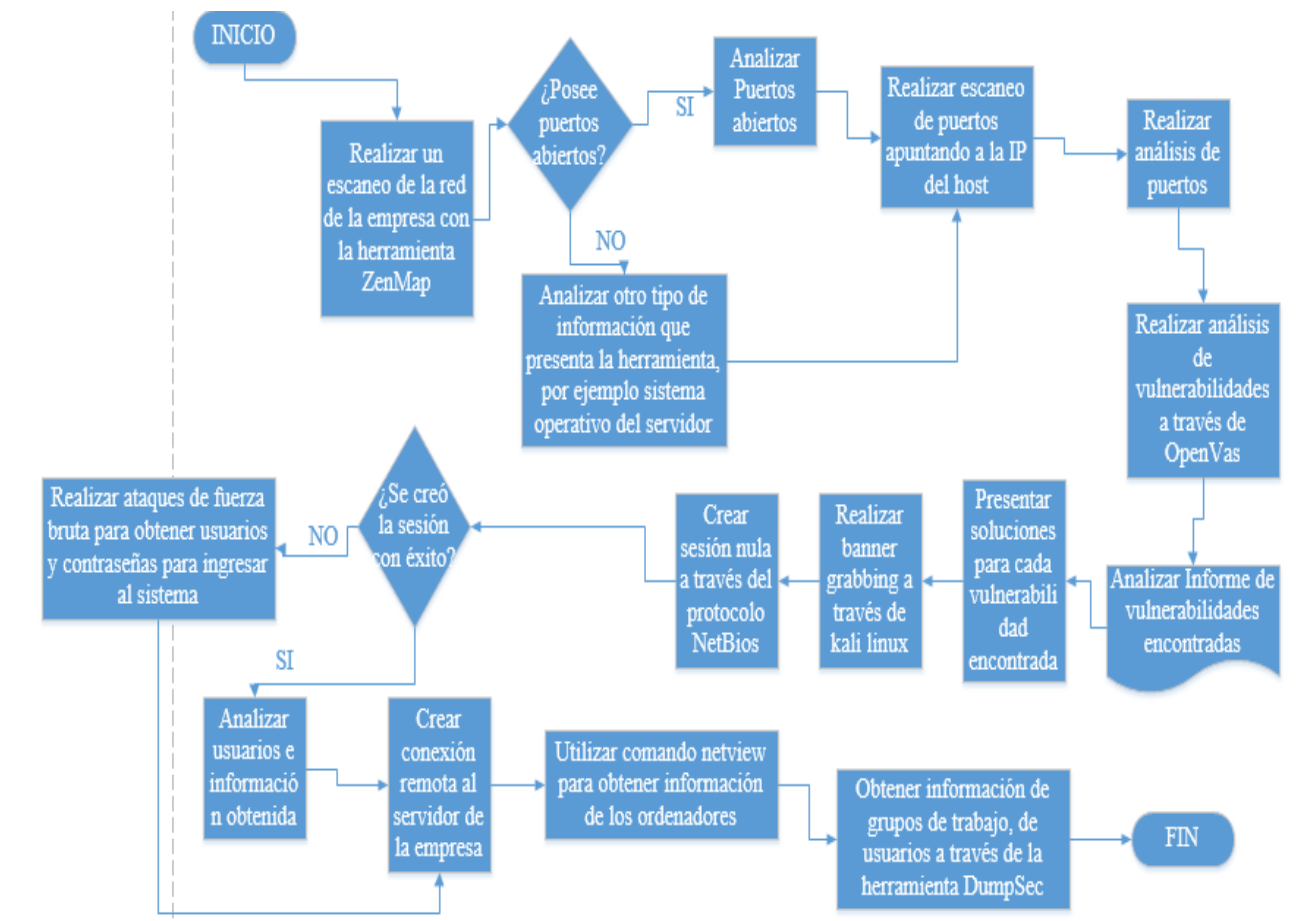 INICIO
Realizar un
escaneo de la red
de la empresa con
la herramienta
ZenMap
¿Posee
puertos
abiertos?
SI
NO
Analizar
Puertos
abiertos
Analizar otro tipo de
información que
presenta la herramienta,
por ejemplo sistema
operativo del servidor
Realizar escaneo
de puertos
apuntando a la IP
del host
Realizar
análisis de
puertos
Realizar análisis
de
vulnerabilidades
a través de
OpenVas
Analizar Informe de
vulnerabilidades
encontradas
Presentar
soluciones
para cada
vulnerabili
dad
encontrada
Realizar
banner
grabbing a
través de
kali linux
Crear
sesión nula
a través del
protocolo
NetBios
¿Se creó
la sesión
con éxito?
NO
Realizar ataques de fuerza
bruta para obtener usuarios
y contraseñas para ingresar
al sistema
SI
Analizar
usuarios e
informació
n obtenida
Crear
conexión
remota al
servidor de
la empresa
Utilizar comando netview
para obtener información
de los ordenadores
Obtener información de
grupos de trabajo, de
usuarios a través de la
herramienta DumpSec
FIN